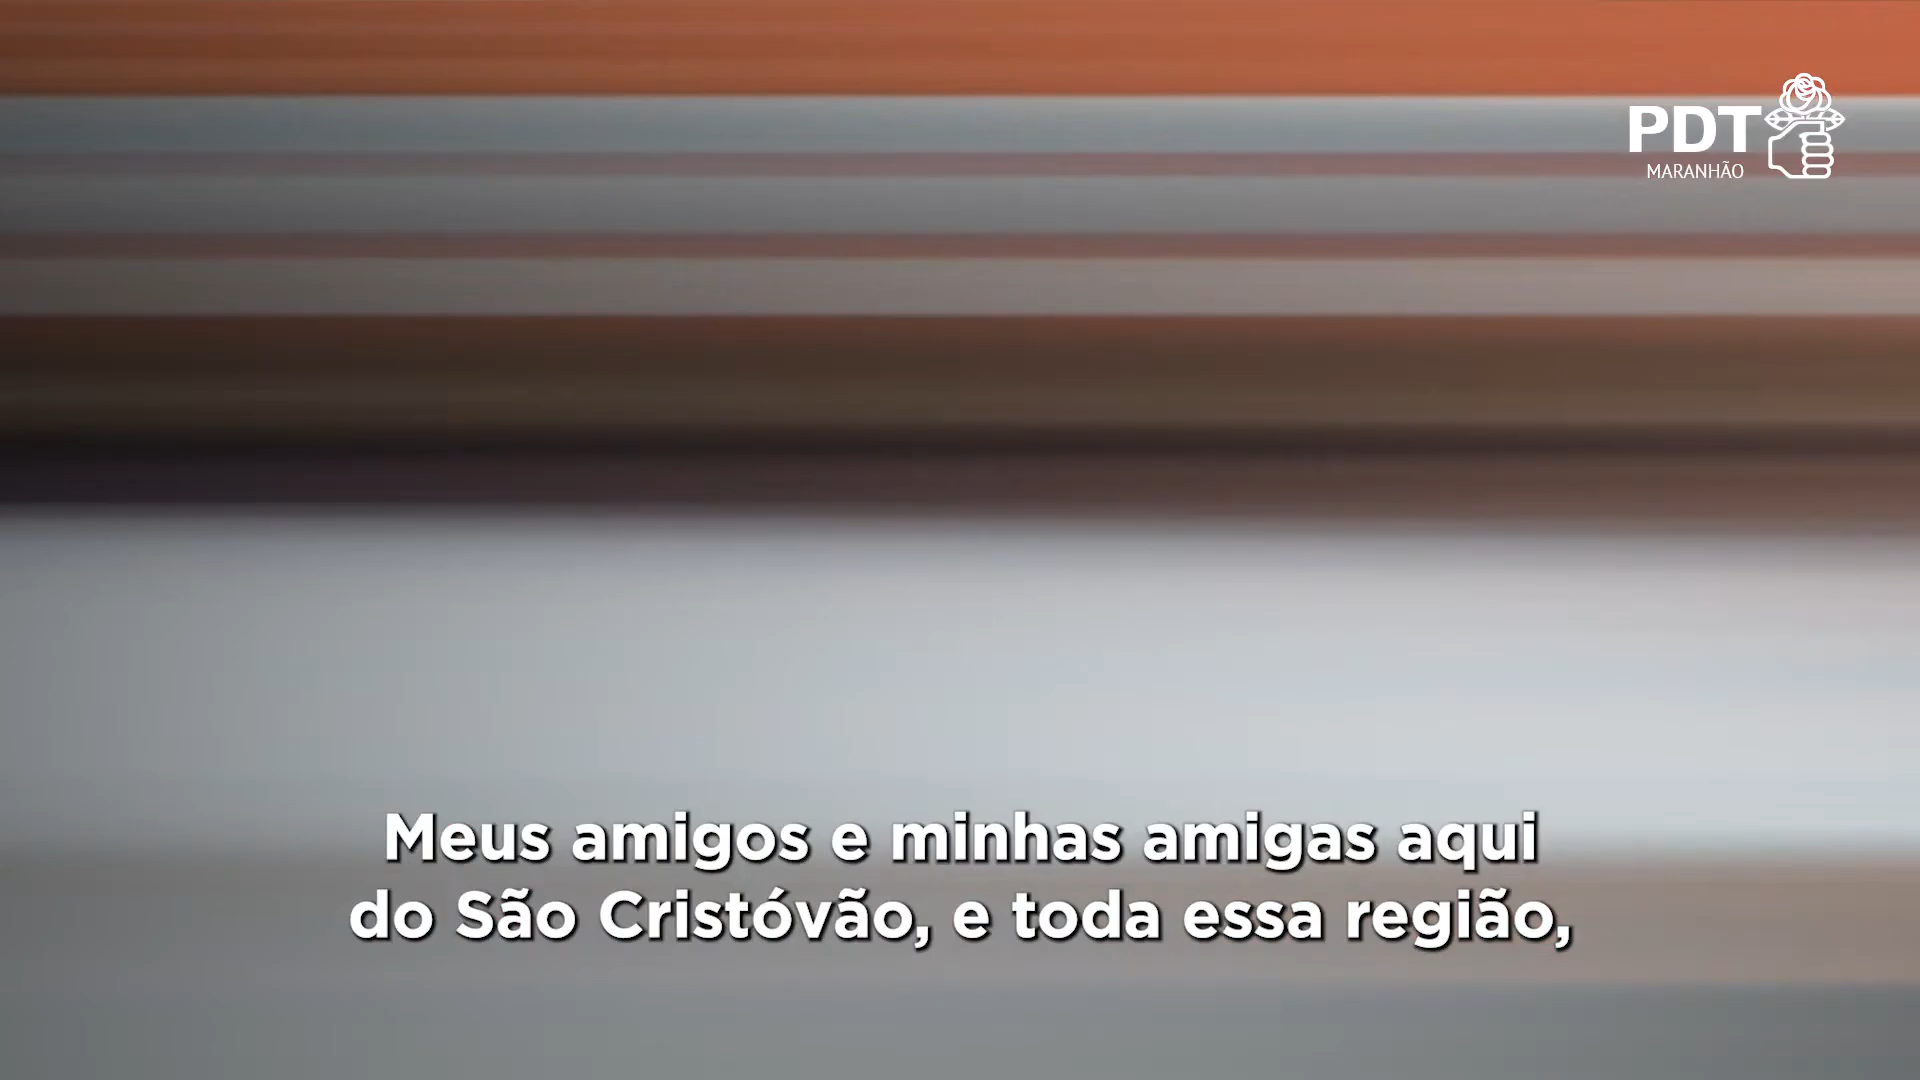 PDT
MARANHÃO
Meus amigos e minhas amigas aqui
do São Cristóvão, e toda essa região,